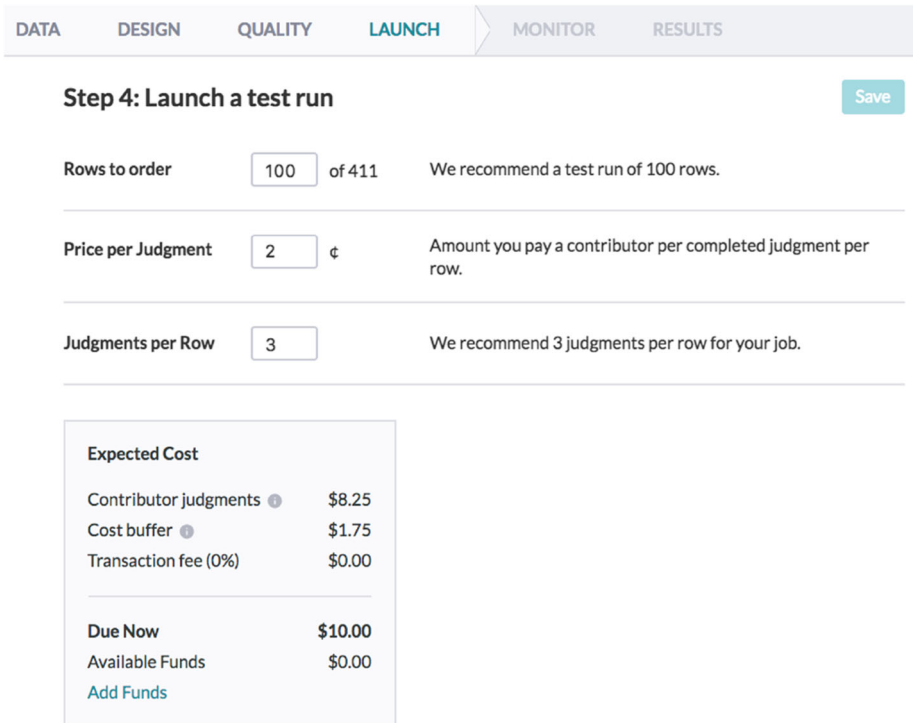 DATA DESIGN QUALITY LAUNCH MONITOR RESULTS
Step 4: Launch a test run Save
Rows to order 100 of 411 We recommend a test run of 100 rows.
Price per Judgment 2 ¢ Amount you pay a contributor per completed judgment per
row.
Judgments per Row 3 We recommend 3 judgments per row for your job.
Expected Cost
Contributor judgments i $8.25
Cost buffer i $1.75
Transaction fee (0%) $0.00
Due Now $10.00
Available Funds $0.00
Add Funds